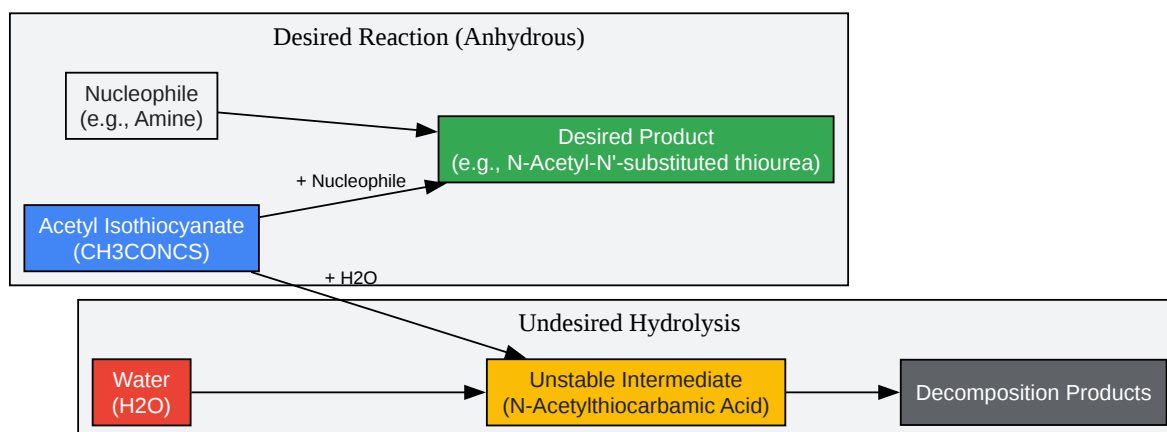 Desired Reaction (Anhydrous)
Nucleophile
(e.g., Amine)
Desired Product
(e.g., N-Acetyl-N'-substituted thiourea)
+ Nucleophile
Acetyl Isothiocyanate
(CH3CONCS)
+ H2O
Undesired Hydrolysis
Water
(H2O)
Unstable Intermediate
(N-Acetylthiocarbamic Acid)
Decomposition Products